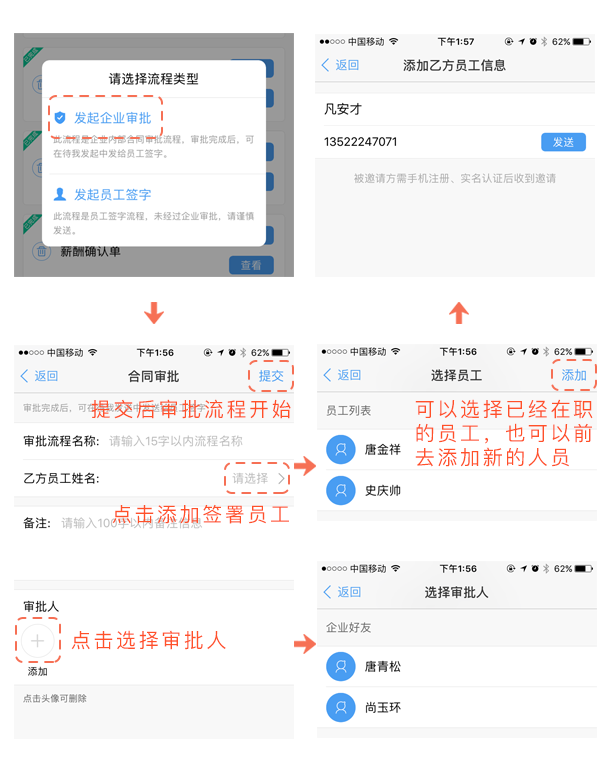 请选择流程类型
发起企业审批
此流程是企业内部合同审批流程，审批完成后，可
在待我发起中发给员工签字。
发起员工签字
此流程是员工签字流程，未经过企业审批，请谨慎
发送。
薪酬确认单
查看
中国移动 下午1:57 62%
返回 添加乙方员工信息
凡安才
13522247071 发送
被邀请方需手机注册、实名认证后收到邀请
中国移动 下午1:56 62%
返回 合同审批 提交
提交后审批流程开始
审批流程名称: 请输入15字以内流程名称
乙方员工姓名: 请选择
点击添加签署员工
备注: 请输入100字以内备注信息
审批人
点击选择审批人
添加
点击头像可删除
中国移动 下午1:56 62%
返回 选择员工 添加
员工列表
可以选择已经在职
的员工，也可以前
去添加新的人员
唐金祥
史庆帅
中国移动 下午1:56 62%
返回 选择审批人
企业好友
唐青松
尚玉环